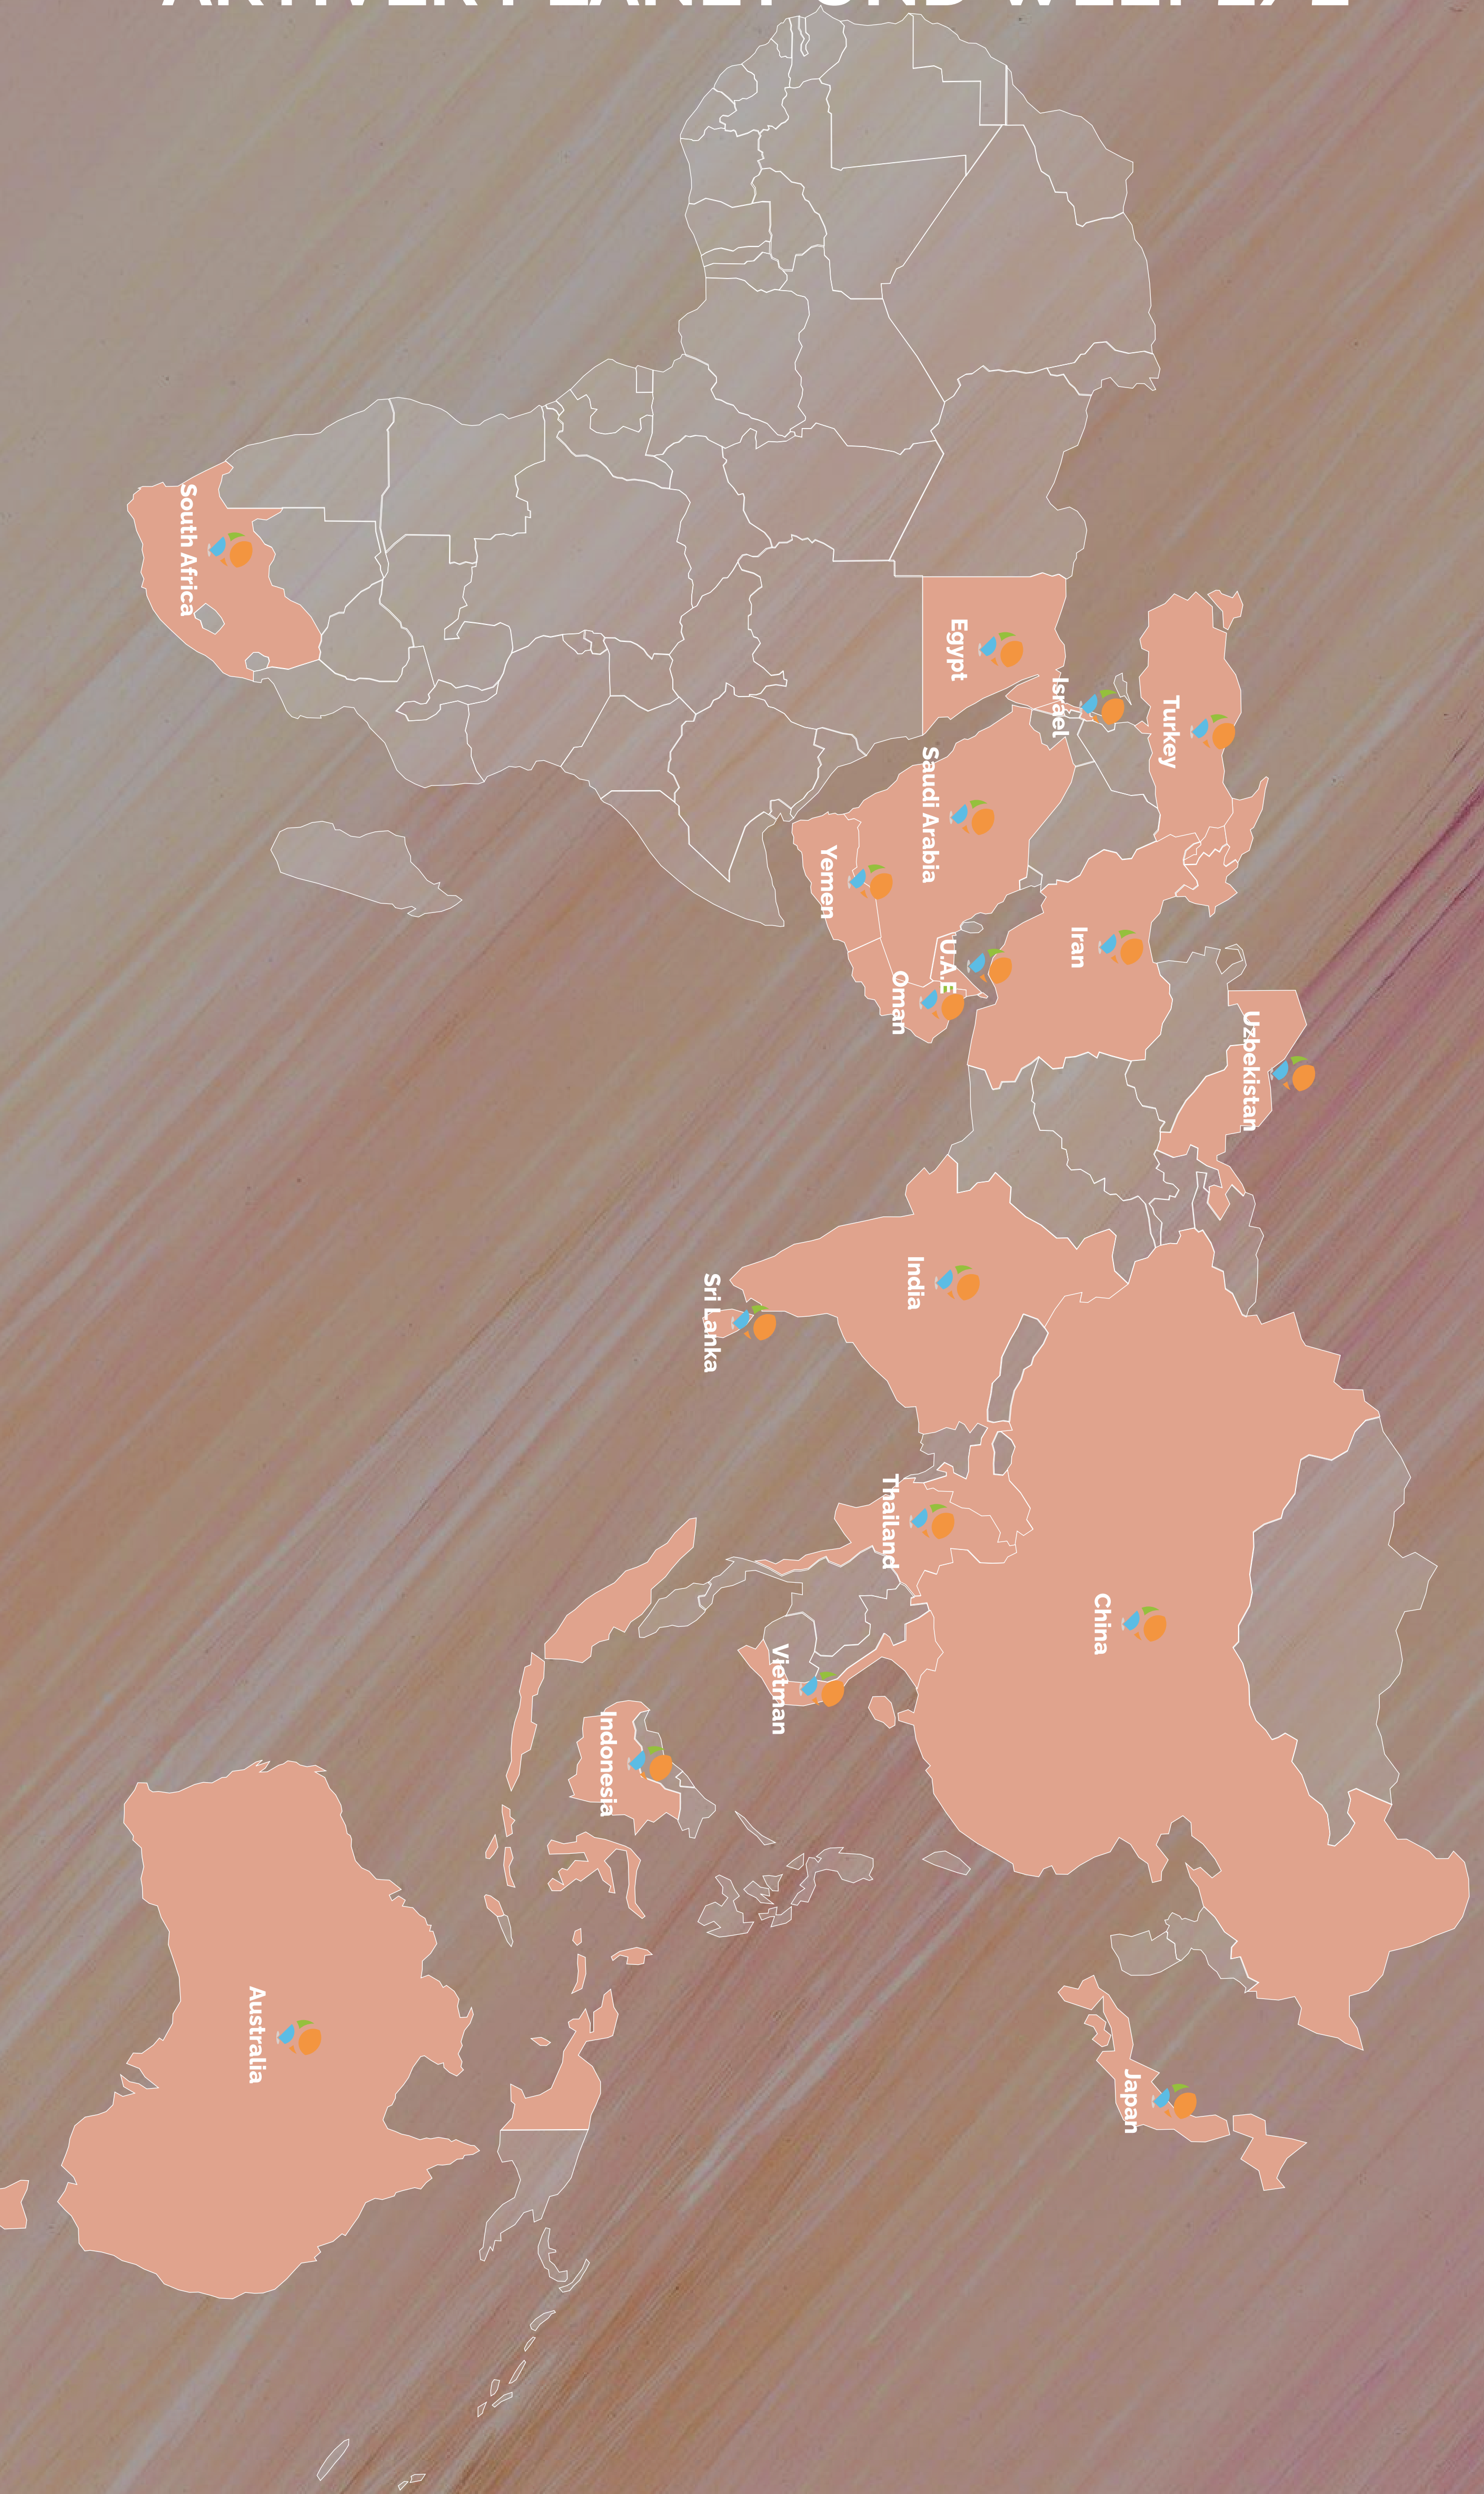 Uzbekistan
Turkey
Japan
China
Iran
Israel
Egypt
U.A.E
Saudi Arabia
India
Oman
Thailand
Yemen
Vietman
Sri Lanka
Indonesia
Australia
South Africa